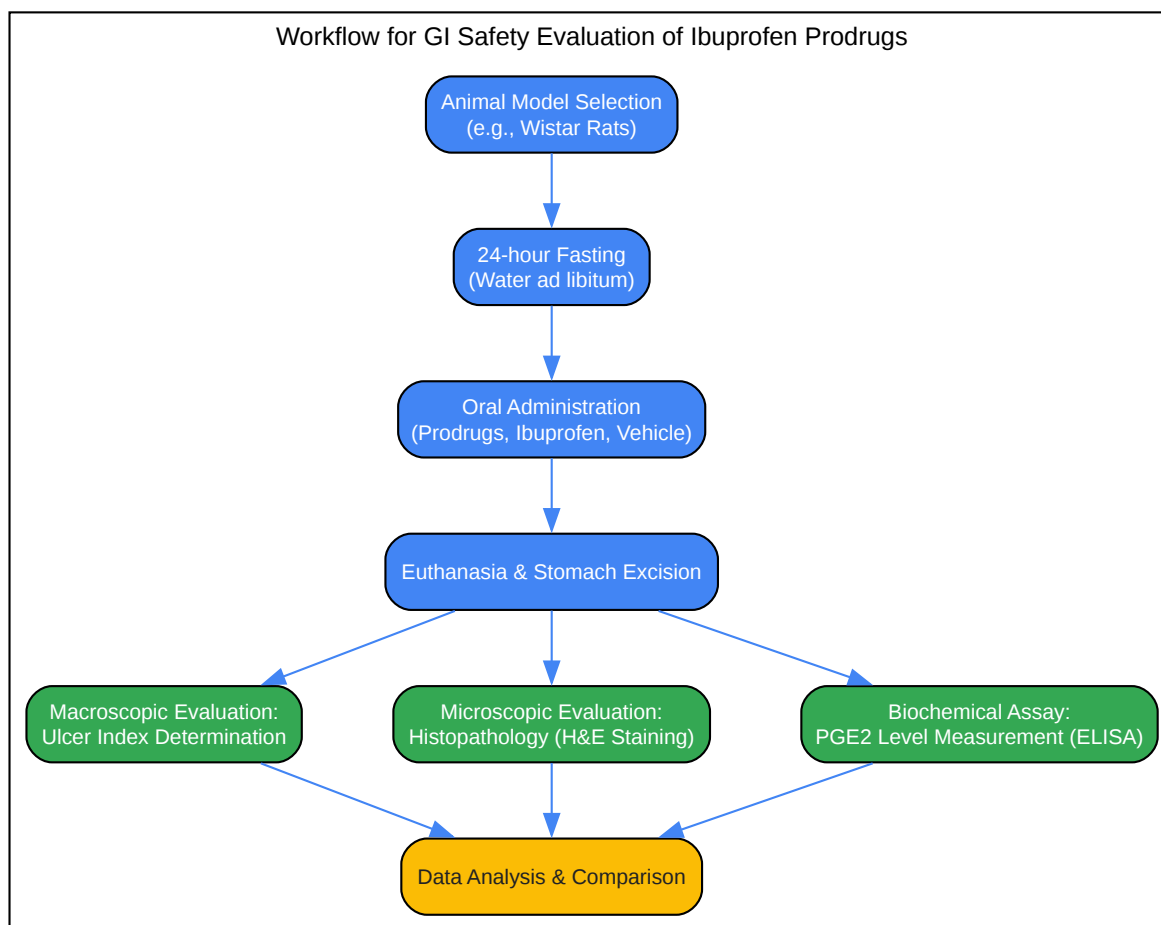 Workflow for GI Safety Evaluation of Ibuprofen Prodrugs
Animal Model Selection
(e.g., Wistar Rats)
24-hour Fasting
(Water ad libitum)
Oral Administration
(Prodrugs, Ibuprofen, Vehicle)
Euthanasia & Stomach Excision
Macroscopic Evaluation:
Ulcer Index Determination
Microscopic Evaluation:
Histopathology (H&E Staining)
Biochemical Assay:
PGE2 Level Measurement (ELISA)
Data Analysis & Comparison